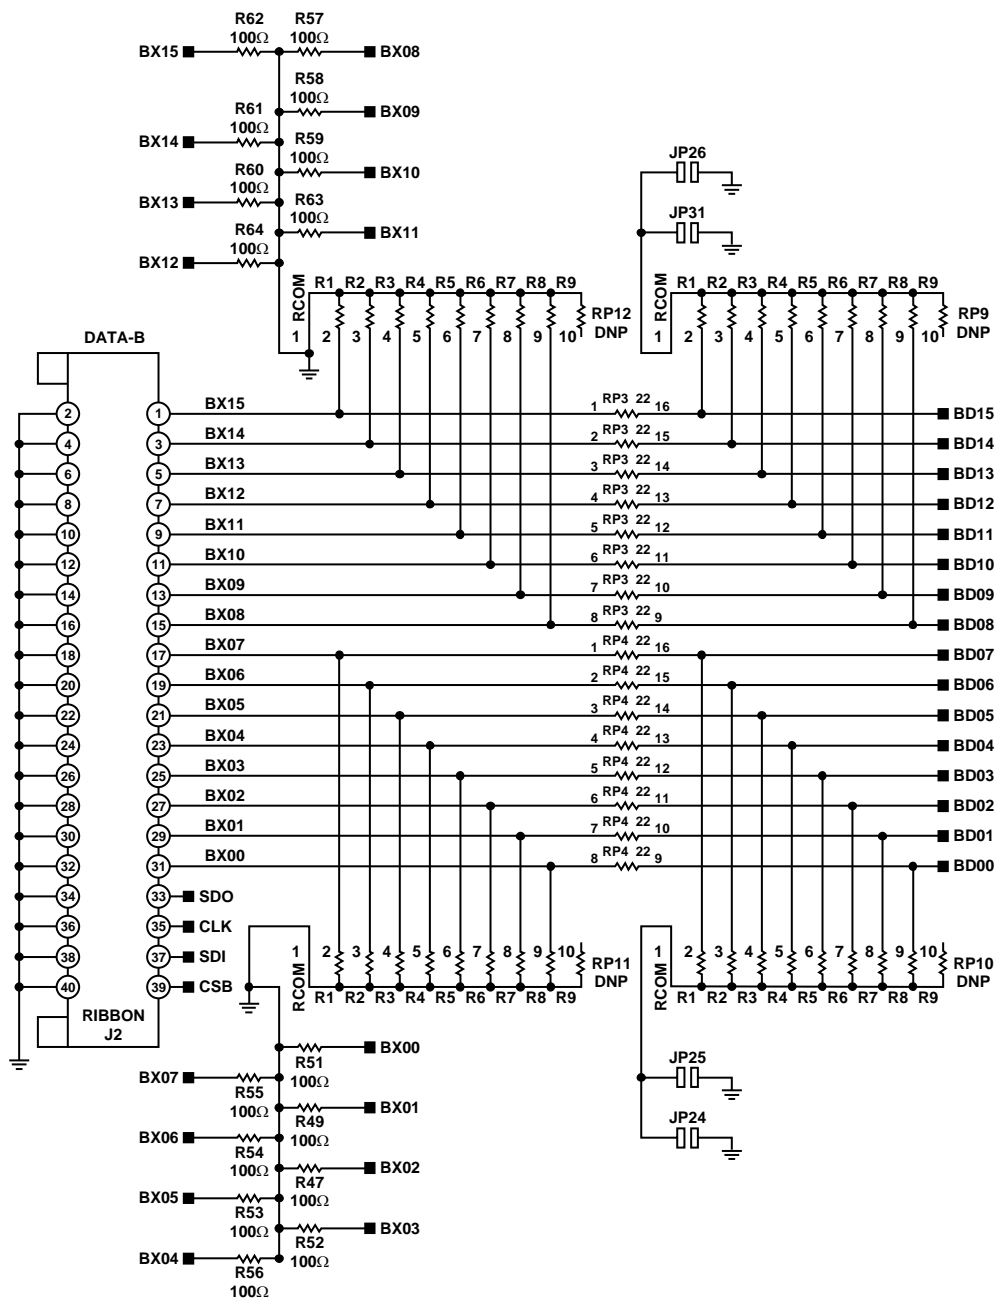 R62 R57
100Ω 100Ω
BX15 BX08
R58
100Ω
R61 BX09
100Ω
BX14 R59
100Ω
R60 BX10
100Ω
BX13 R63
100Ω
R64 BX11
100Ω
BX12
JP26
JP31
RCOM R1 R2 R3 R4 R5 R6 R7 R8 R9
1 2 3 4 5 6 7 8 9 10
RP12
DNP
RCOM R1 R2 R3 R4 R5 R6 R7 R8 R9
1 2 3 4 5 6 7 8 9 10
RP9
DNP
DATA-B
2 1 BX15 1 RP3 22 16 BD15
4 3 BX14 2 RP3 22 15 BD14
6 5 BX13 3 RP3 22 14 BD13
8 7 BX12 4 RP3 22 13 BD12
10 9 BX11 5 RP3 22 12 BD11
12 11 BX10 6 RP3 22 11 BD10
14 13 BX09 7 RP3 22 10 BD09
16 15 BX08 8 RP3 22 9 BD08
18 17 BX07 1 RP4 22 16 BD07
20 19 BX06 2 RP4 22 15 BD06
22 21 BX05 3 RP4 22 14 BD05
24 23 BX04 4 RP4 22 13 BD04
26 25 BX03 5 RP4 22 12 BD03
28 27 BX02 6 RP4 22 11 BD02
30 29 BX01 7 RP4 22 10 BD01
32 31 BX00 8 RP4 22 9 BD00
34 33 SDO
36 35 CLK
38 37 SDI
40 39 CSB
RIBBON
J2
1 2 3 4 5 6 7 8 9 10
RCOM R1 R2 R3 R4 R5 R6 R7 R8 R9
RP11
DNP
1 2 3 4 5 6 7 8 9 10
RCOM R1 R2 R3 R4 R5 R6 R7 R8 R9
RP10
DNP
BX00
R51
100Ω
BX07
R55
100Ω
BX01
R49
100Ω
BX06
R54
100Ω
BX02
R47
100Ω
BX05
R53
100Ω
BX03
R52
100Ω
BX04
R56
100Ω
JP25
JP24